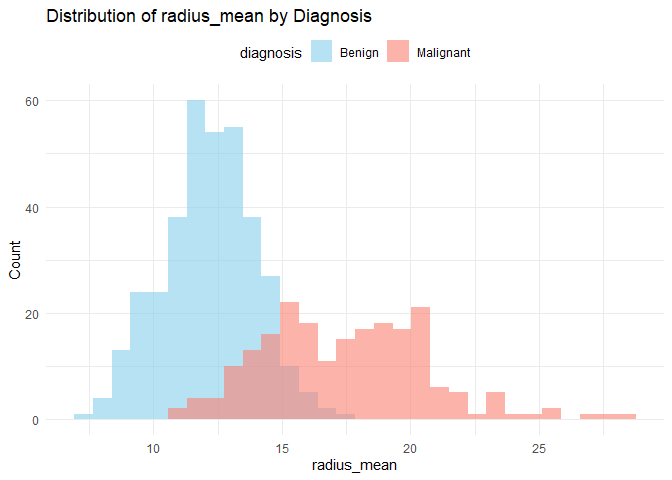 Distribution of radius_mean by Diagnosis
diagnosis Benign Malignant
60
40
20
0
Count
10 15 20 25
radius_mean